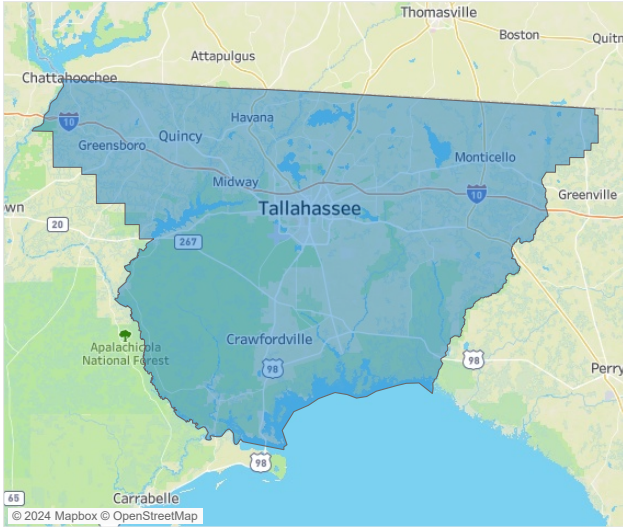 Thomasville
Boston
Quitm
Attapulgus
Chattahoochee
Havana
10
Quincy
Greensboro
Monticello
Midway
10
Greenville
Tallahassee
own
20
267
Crawfordville
Apalachicola
National Forest
98
98
Perry
98
65
Carrabelle
© 2024 Mapbox © OpenStreetMap